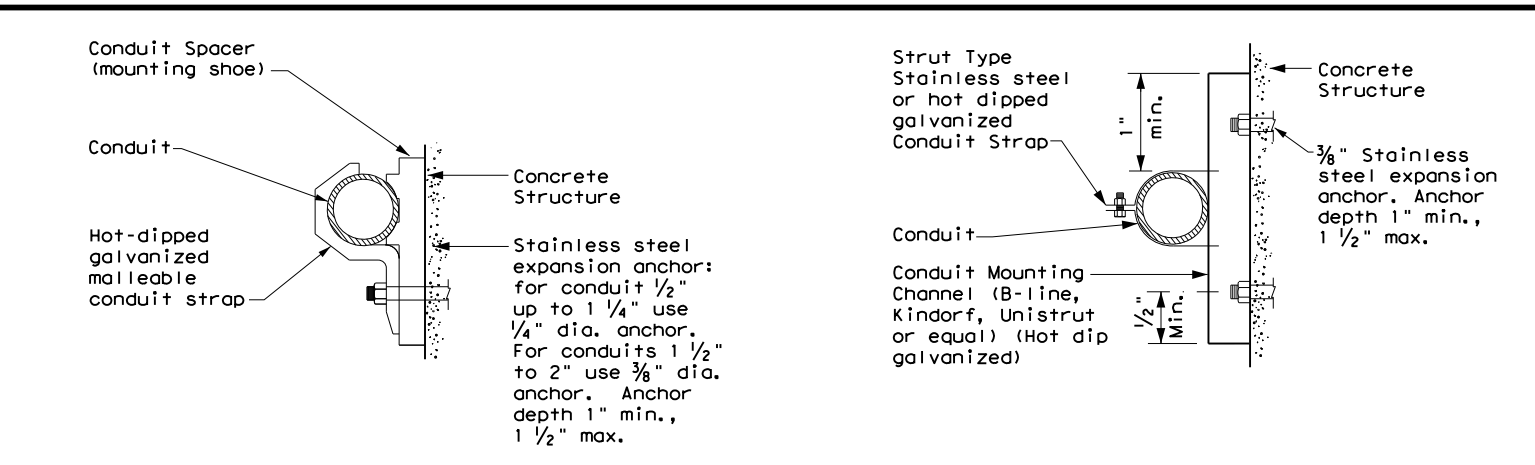 Conduit Spacer
(mounting shoe)
Conduit
Hot-dipped
galvanized
malleable
conduit strap
Concrete
Structure
Stainless steel
expansion anchor:
for conduit 1/2"
up to 1 1/4" use
1/4" dia. anchor.
For conduits 1 1/2"
to 2" use 3/8" dia.
anchor. Anchor
depth 1" min.,
1 1/2" max.
Strut Type
Stainless steel
or hot dipped
galvanized
Conduit Strap
Conduit
Conduit Mounting
Channel (B-line,
Kindorf, Unistrut
or equal) (Hot dip
galvanized)
1"
min.
1/2"
Min.
Concrete
Structure
3/8" Stainless
steel expansion
anchor. Anchor
depth 1" min.,
1 1/2" max.